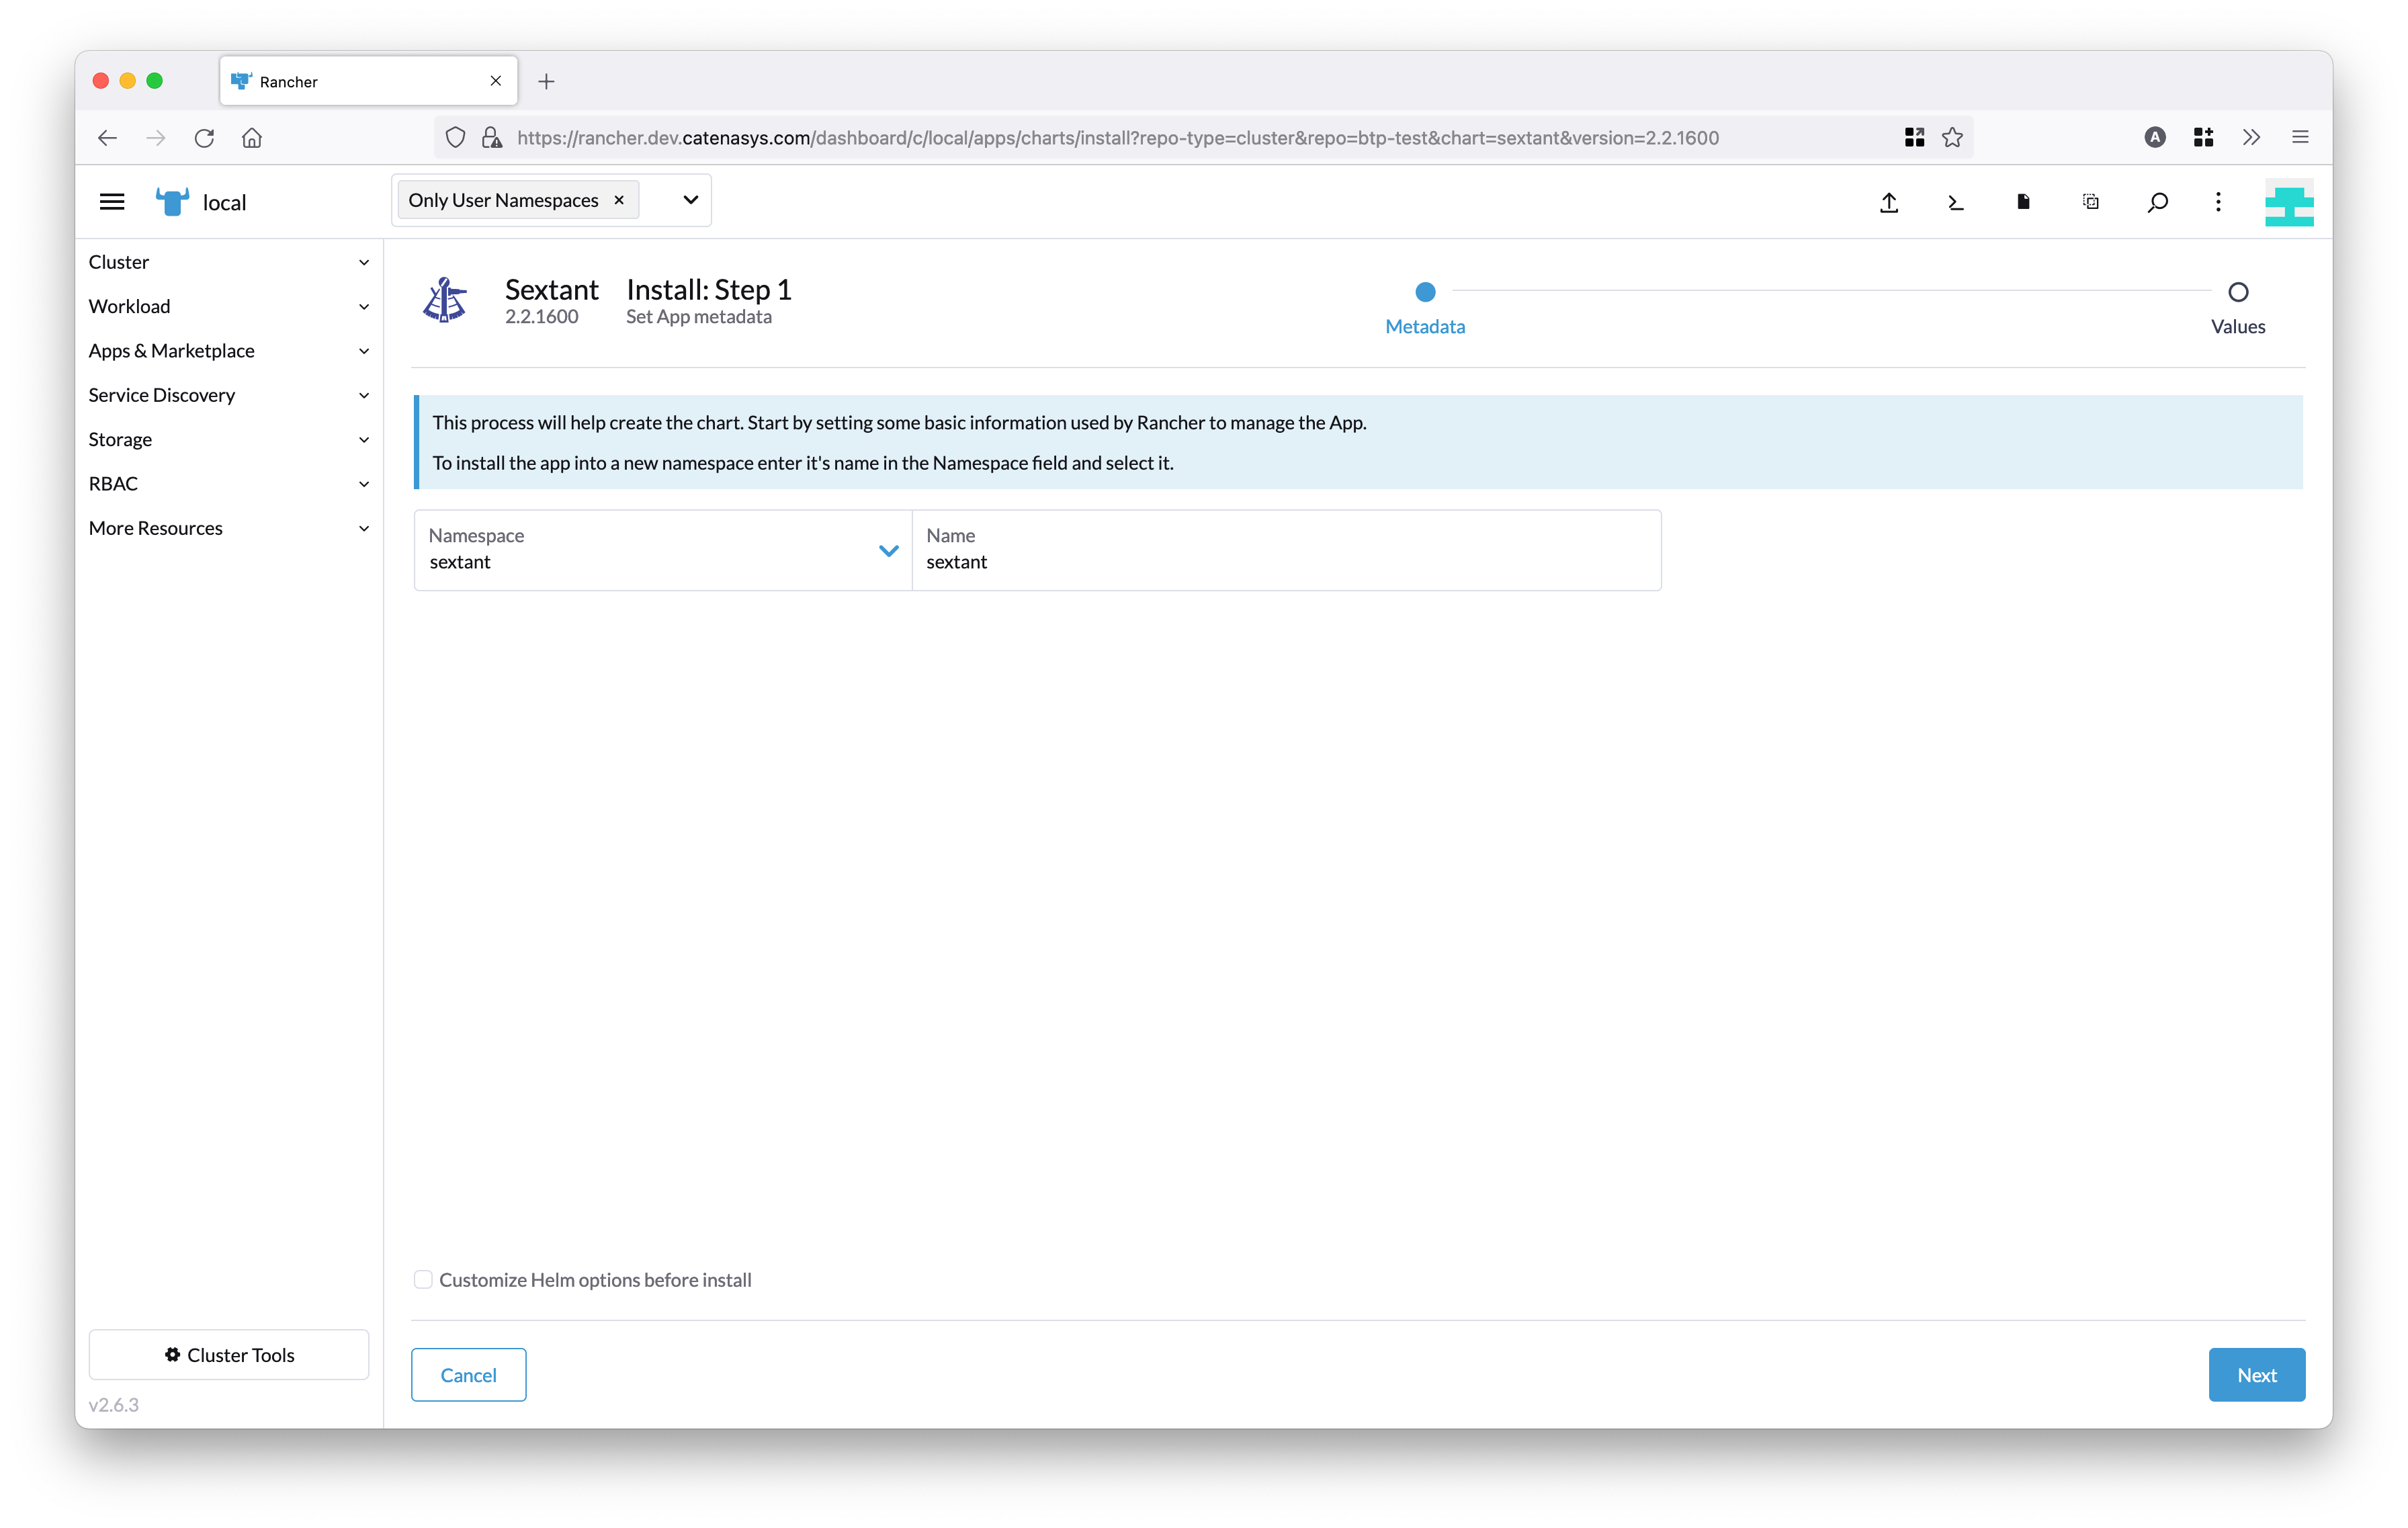 Rancher
https://rancher.dev.catenasys.com/dashboard/c/local/apps/charts/install?repo-type=cluster&repo=btp-test&chart=sextant&version=2.2.1600
A
local
Only User Namespaces
Cluster
Workload
Apps & Marketplace
Service Discovery
Storage
RBAC
More Resources
Sextant
2.2.1600
Install: Step 1
Set App metadata
Metadata
Values
This process will help create the chart. Start by setting some basic information used by Rancher to manage the App.
To install the app into a new namespace enter it's name in the Namespace field and select it.
Namespace
sextant
Name
sextant
Customize Helm options before install
Cluster Tools
v2.6.3
Cancel
Next